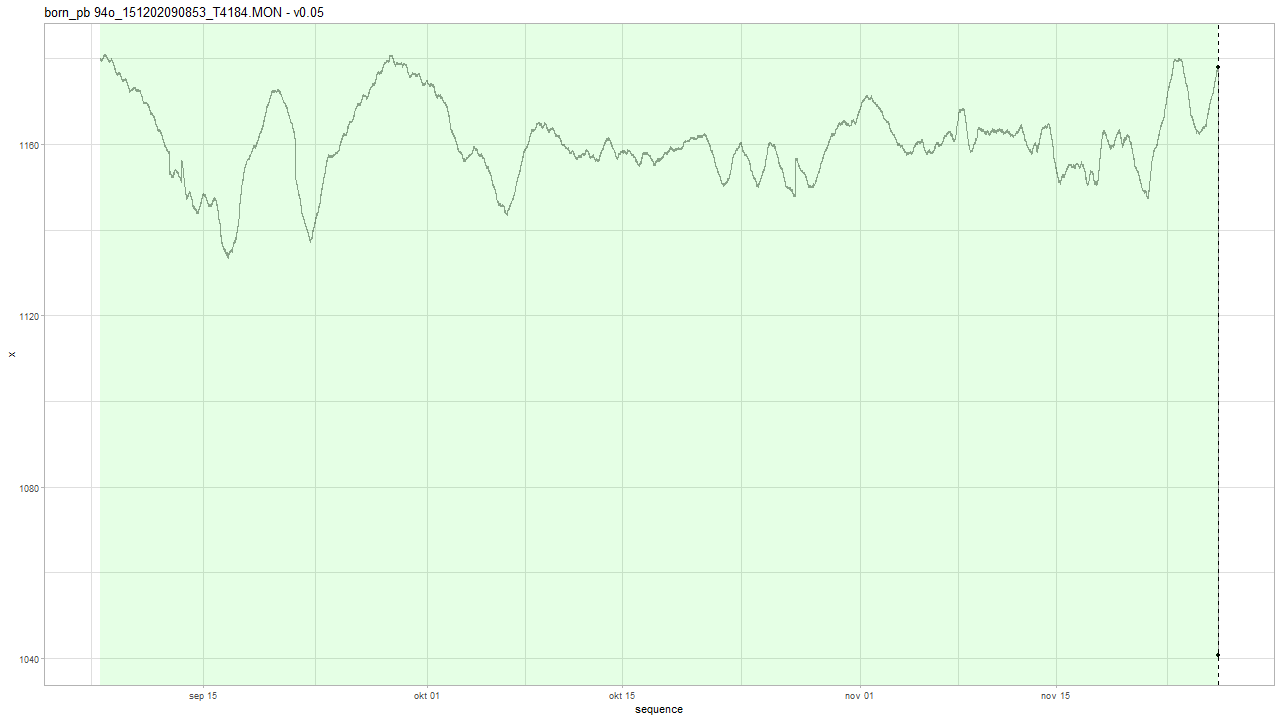 born_pb 94o_151202090853_T4184.MON - v0.05
1160
1120
x
1080
1040
sep 15 okt 01 okt 15 nov 01 nov 15
sequence